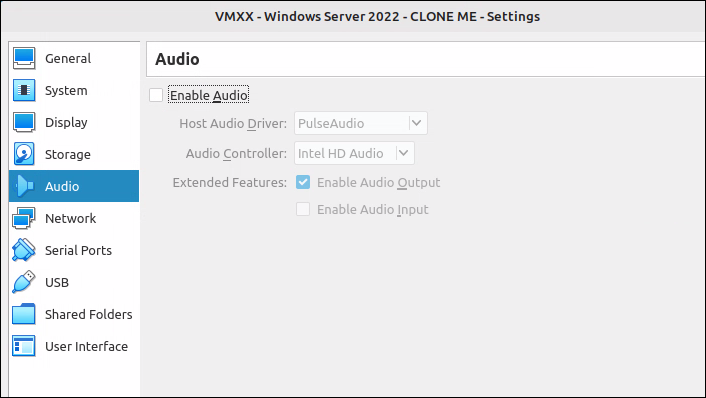 VMXX - Windows Server 2022 - CLONE ME - Settings
General
System
Display
Storage
Audio
Network
Serial Ports
USB
Shared Folders
User Interface
Audio
Enable Audio
Host Audio Driver: PulseAudio
Audio Controller: Intel HD Audio
Extended Features: Enable Audio Output
Enable Audio Input